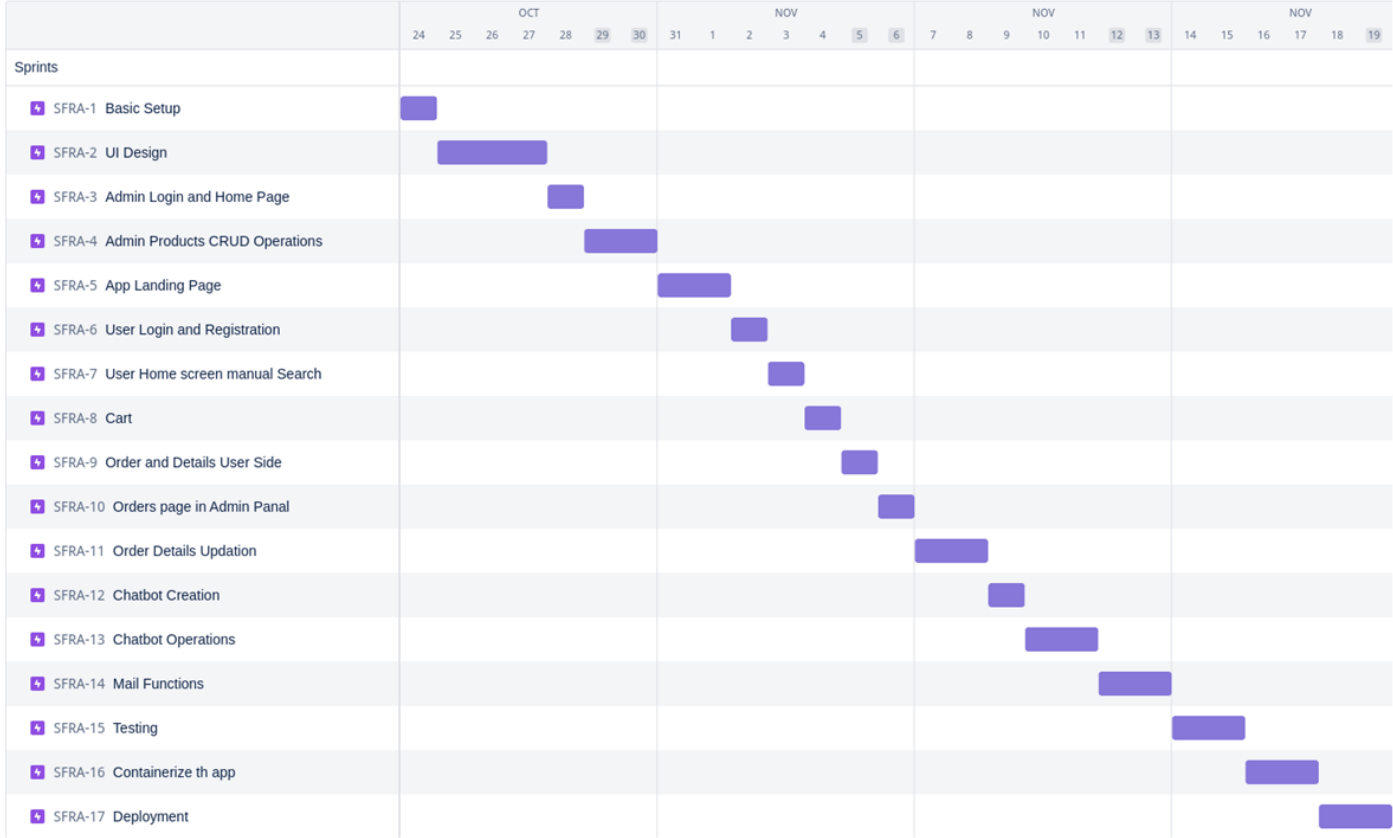 OCT NOV NOV NOV
24 25 26 27 28 29 30 31 1 2 3 4 5 6 7 8 9 10 11 12 13 14 15 16 17 18 19
Sprints
SFRA-1 Basic Setup
SFRA-2 UI Design
SFRA-3 Admin Login and Home Page
SFRA-4 Admin Products CRUD Operations
SFRA-5 App Landing Page
SFRA-6 User Login and Registration
SFRA-7 User Home screen manual Search
SFRA-8 Cart
SFRA-9 Order and Details User Side
SFRA-10 Orders page in Admin Panal
SFRA-11 Order Details Updation
SFRA-12 Chatbot Creation
SFRA-13 Chatbot Operations
SFRA-14 Mail Functions
SFRA-15 Testing
SFRA-16 Containerize th app
SFRA-17 Deployment